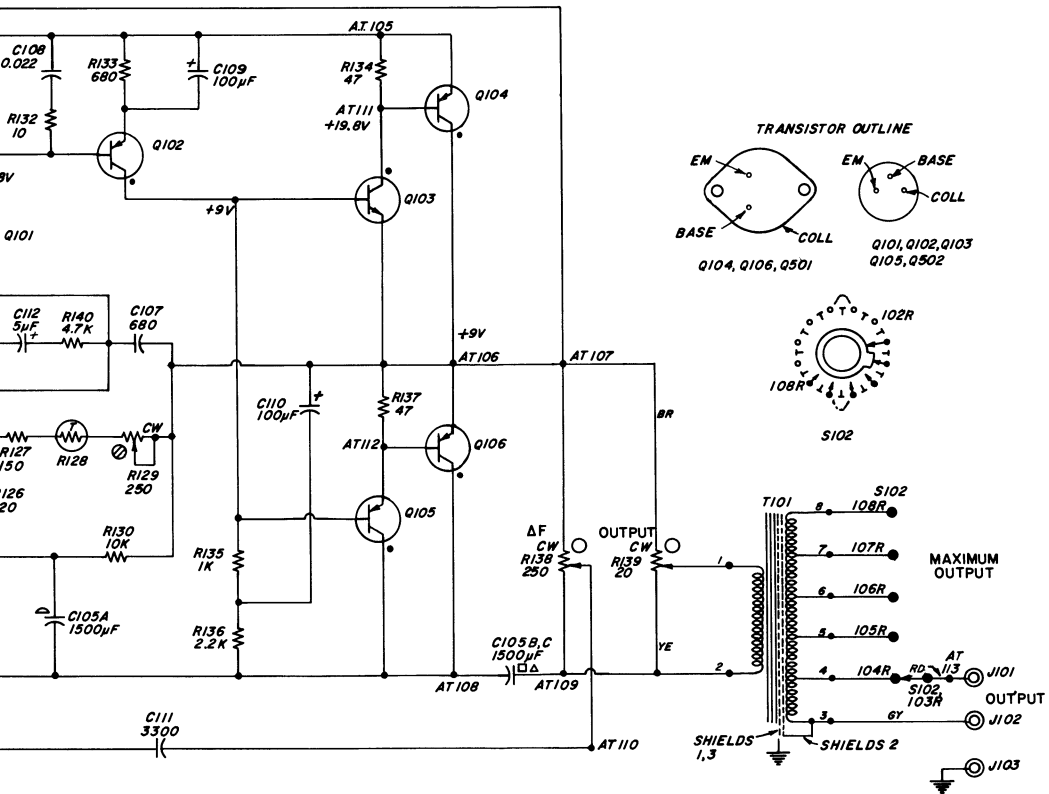 A.T. 105
C108
0.022
R133
680
+
C109
100µF
R134
47
Q104
AT111
+19.8V
R132
10
Q102
8V
+9V
Q103
Q101
TRANSISTOR OUTLINE
EM
BASE
COLL
Q104, Q106, Q501
EM
BASE
COLL
Q101, Q102, Q103
Q105, Q502
C112
5µF
+
R140
4.7K
C107
680
+9V
AT106
AT107
102R
108R
S102
C110
100µF
+
R137
47
BR
AT112
Q106
R127
150
T
R128
CW
R129
250
126
20
Q105
R130
10K
R135
1K
ΔF
CW
R138
250
OUTPUT
CW
R139
20
T101
S102
1
2
8
108R
7
107R
6
106R
5
105R
4
104R
3
GY
MAXIMUM
OUTPUT
RD
AT
113
S102,
103R
J101
OUTPUT
J102
J103
C105A
1500µF
R136
2.2K
C105B,C
1500µF
YE
AT108
AT109
C111
3300
AT110
SHIELDS
1,3
SHIELDS 2